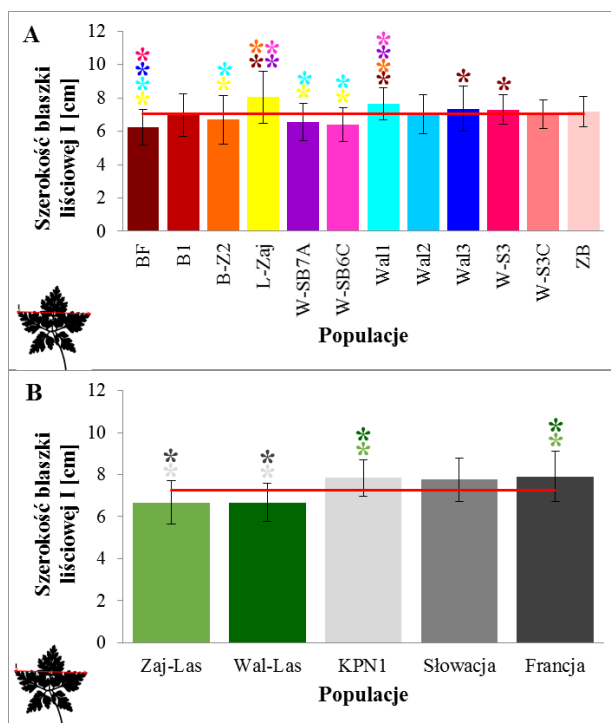 A
Szerokość blaszki
liściowej I [cm]
12
10
8
6
4
2
0
BF
B1
B-Z2
L-Zaj
W-SB7A
W-SB6C
Wal1
Wal2
Wal3
W-S3
W-S3C
ZB
Populacje
I
B
Szerokość blaszki
liściowej I [cm]
12
10
8
6
4
2
0
Zaj-Las
Wal-Las
KPN1
Słowacja
Francja
Populacje
I